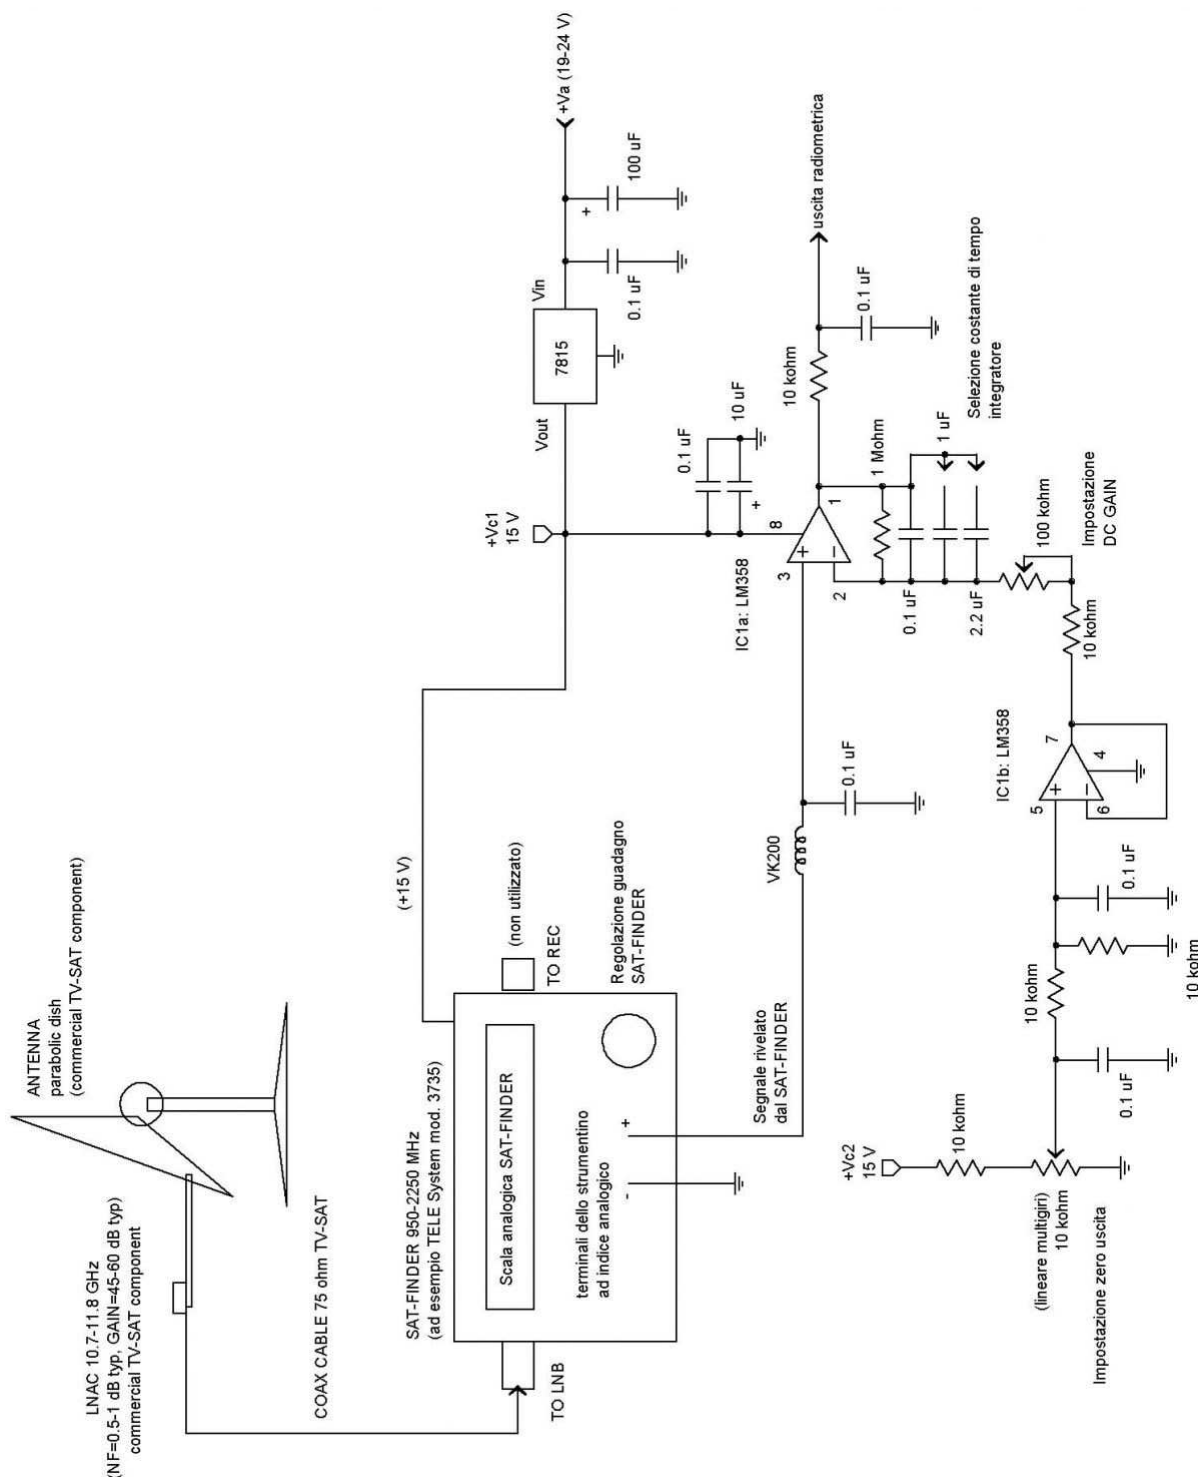 ANTENNA
parabolic dish
(commercial TV-SAT component)
LNAC 10.7-11.8 GHz
(NF=0.5-1 dB typ, GAIN=45-60 dB typ)
commercial TV-SAT component
COAX CABLE 75 ohm TV-SAT
TO LNB
SAT-FINDER 950-2250 MHz
(ad esempio TELE System mod. 3735)
Scala analogica SAT-FINDER
terminali dello strumentino
ad indice analogico
-
+
(non utilizzato)
TO REC
Regolazione guadagno
SAT-FINDER
(+15 V)
+Vc1
15 V
Vout
7815
Vin
0.1 uF
+
100 uF
+Va (19-24 V)
Segnale rivelato
dal SAT-FINDER
VK200
0.1 uF
0.1 uF
10 uF
+
IC1a: LM358
8
3
+
2
−
1
10 kohm
0.1 uF
uscita radiometrica
1 Mohm
0.1 uF
1 uF
2.2 uF
Selezione costante di tempo
integratore
100 kohm
Impostazione
DC GAIN
10 kohm
IC1b: LM358
5
+
6
−
7
4
+Vc2
15 V
10 kohm
(lineare multigiri)
10 kohm
Impostazione zero uscita
0.1 uF
10 kohm
10 kohm
0.1 uF